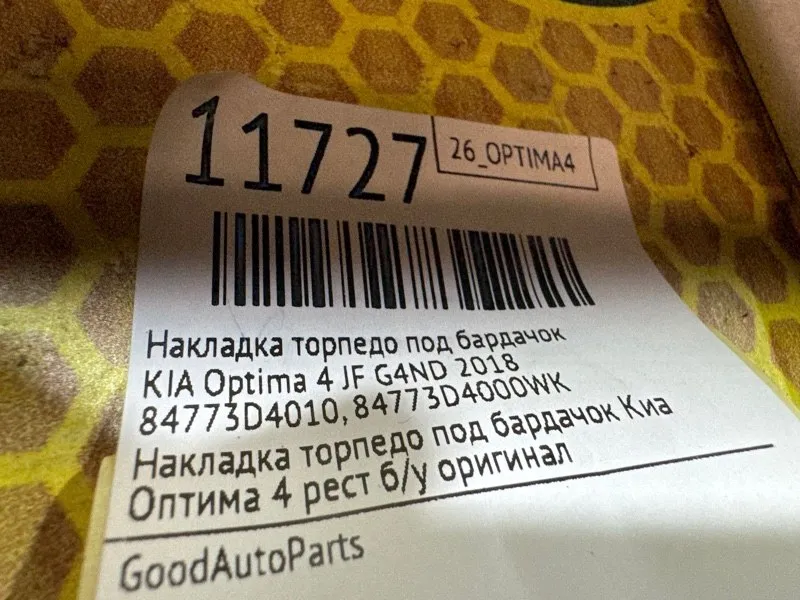 11727
26_OPTIMA4
Накладка торпедо под бардачок
KIA Optima 4 JF G4ND 2018
84773D4010, 84773D4000WK
Накладка торпедо под бардачок Киа
Оптима 4 рест б/у оригинал
GoodAutoParts